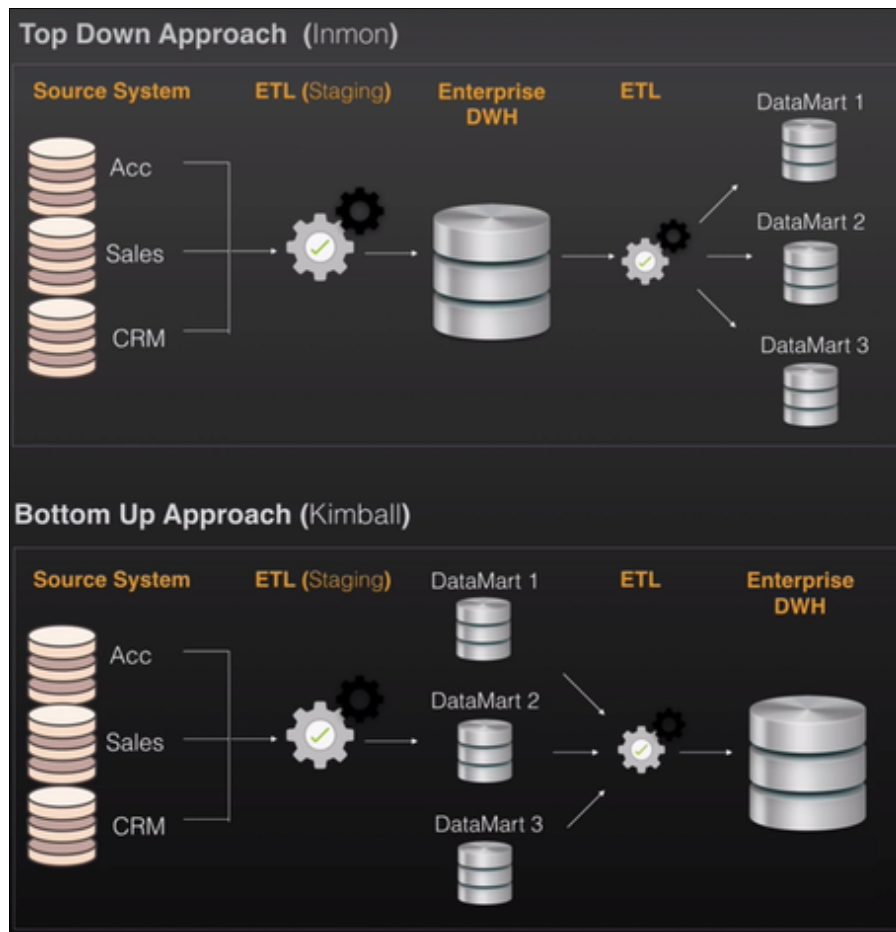 Top Down Approach (Inmon)
Source System
ETL (Staging)
Enterprise
DWH
ETL
DataMart 1
Acc
Sales
CRM
DataMart 2
DataMart 3
Bottom Up Approach (Kimball)
Source System
ETL (Staging)
DataMart 1
ETL
Enterprise
DWH
Acc
Sales
CRM
DataMart 2
DataMart 3